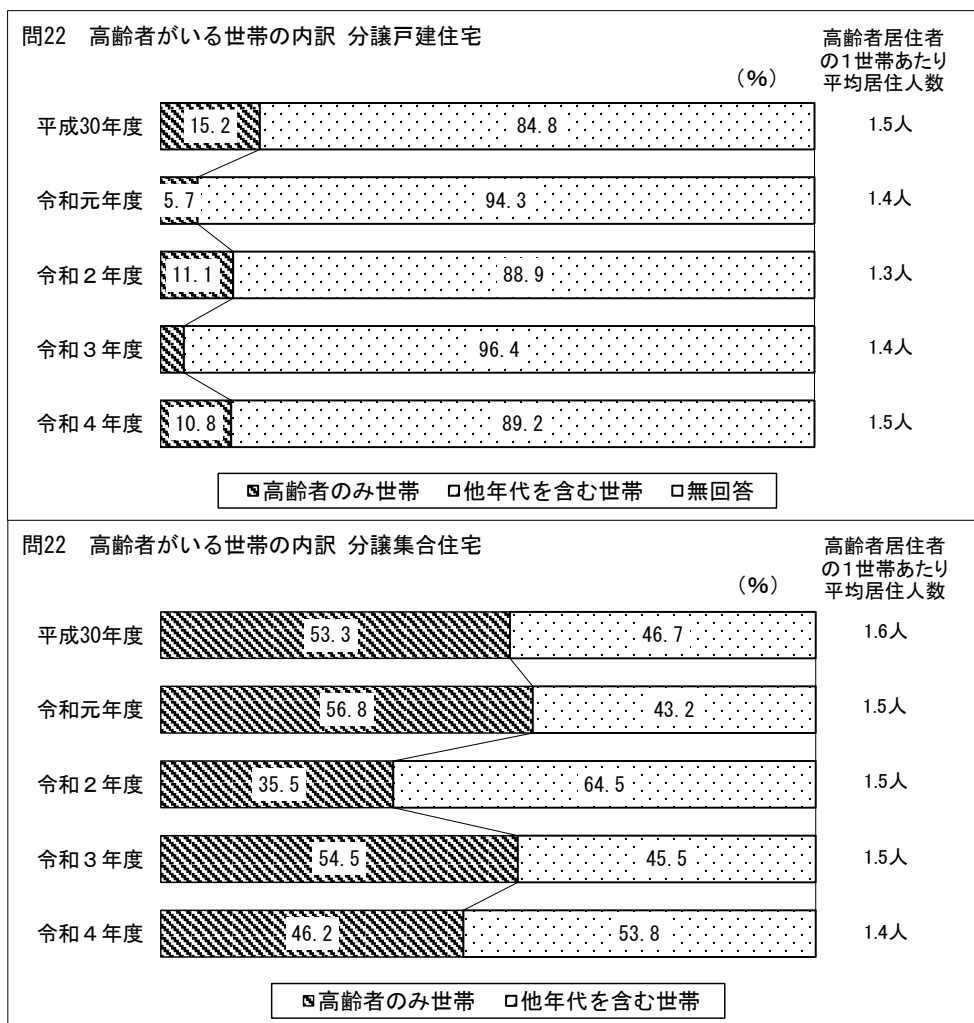 問22　高齢者がいる世帯の内訳 分譲戸建住宅
高齢者居住者
の１世帯あたり
平均居住人数
（%）
平成30年度 15.2 84.8 1.5人
令和元年度 5.7 94.3 1.4人
令和２年度 11.1 88.9 1.3人
令和３年度 96.4 1.4人
令和４年度 10.8 89.2 1.5人
高齢者のみ世帯 他年代を含む世帯 無回答
問22　高齢者がいる世帯の内訳 分譲集合住宅
高齢者居住者
の１世帯あたり
平均居住人数
（%）
平成30年度 53.3 46.7 1.6人
令和元年度 56.8 43.2 1.5人
令和２年度 35.5 64.5 1.5人
令和３年度 54.5 45.5 1.5人
令和４年度 46.2 53.8 1.4人
高齢者のみ世帯 他年代を含む世帯